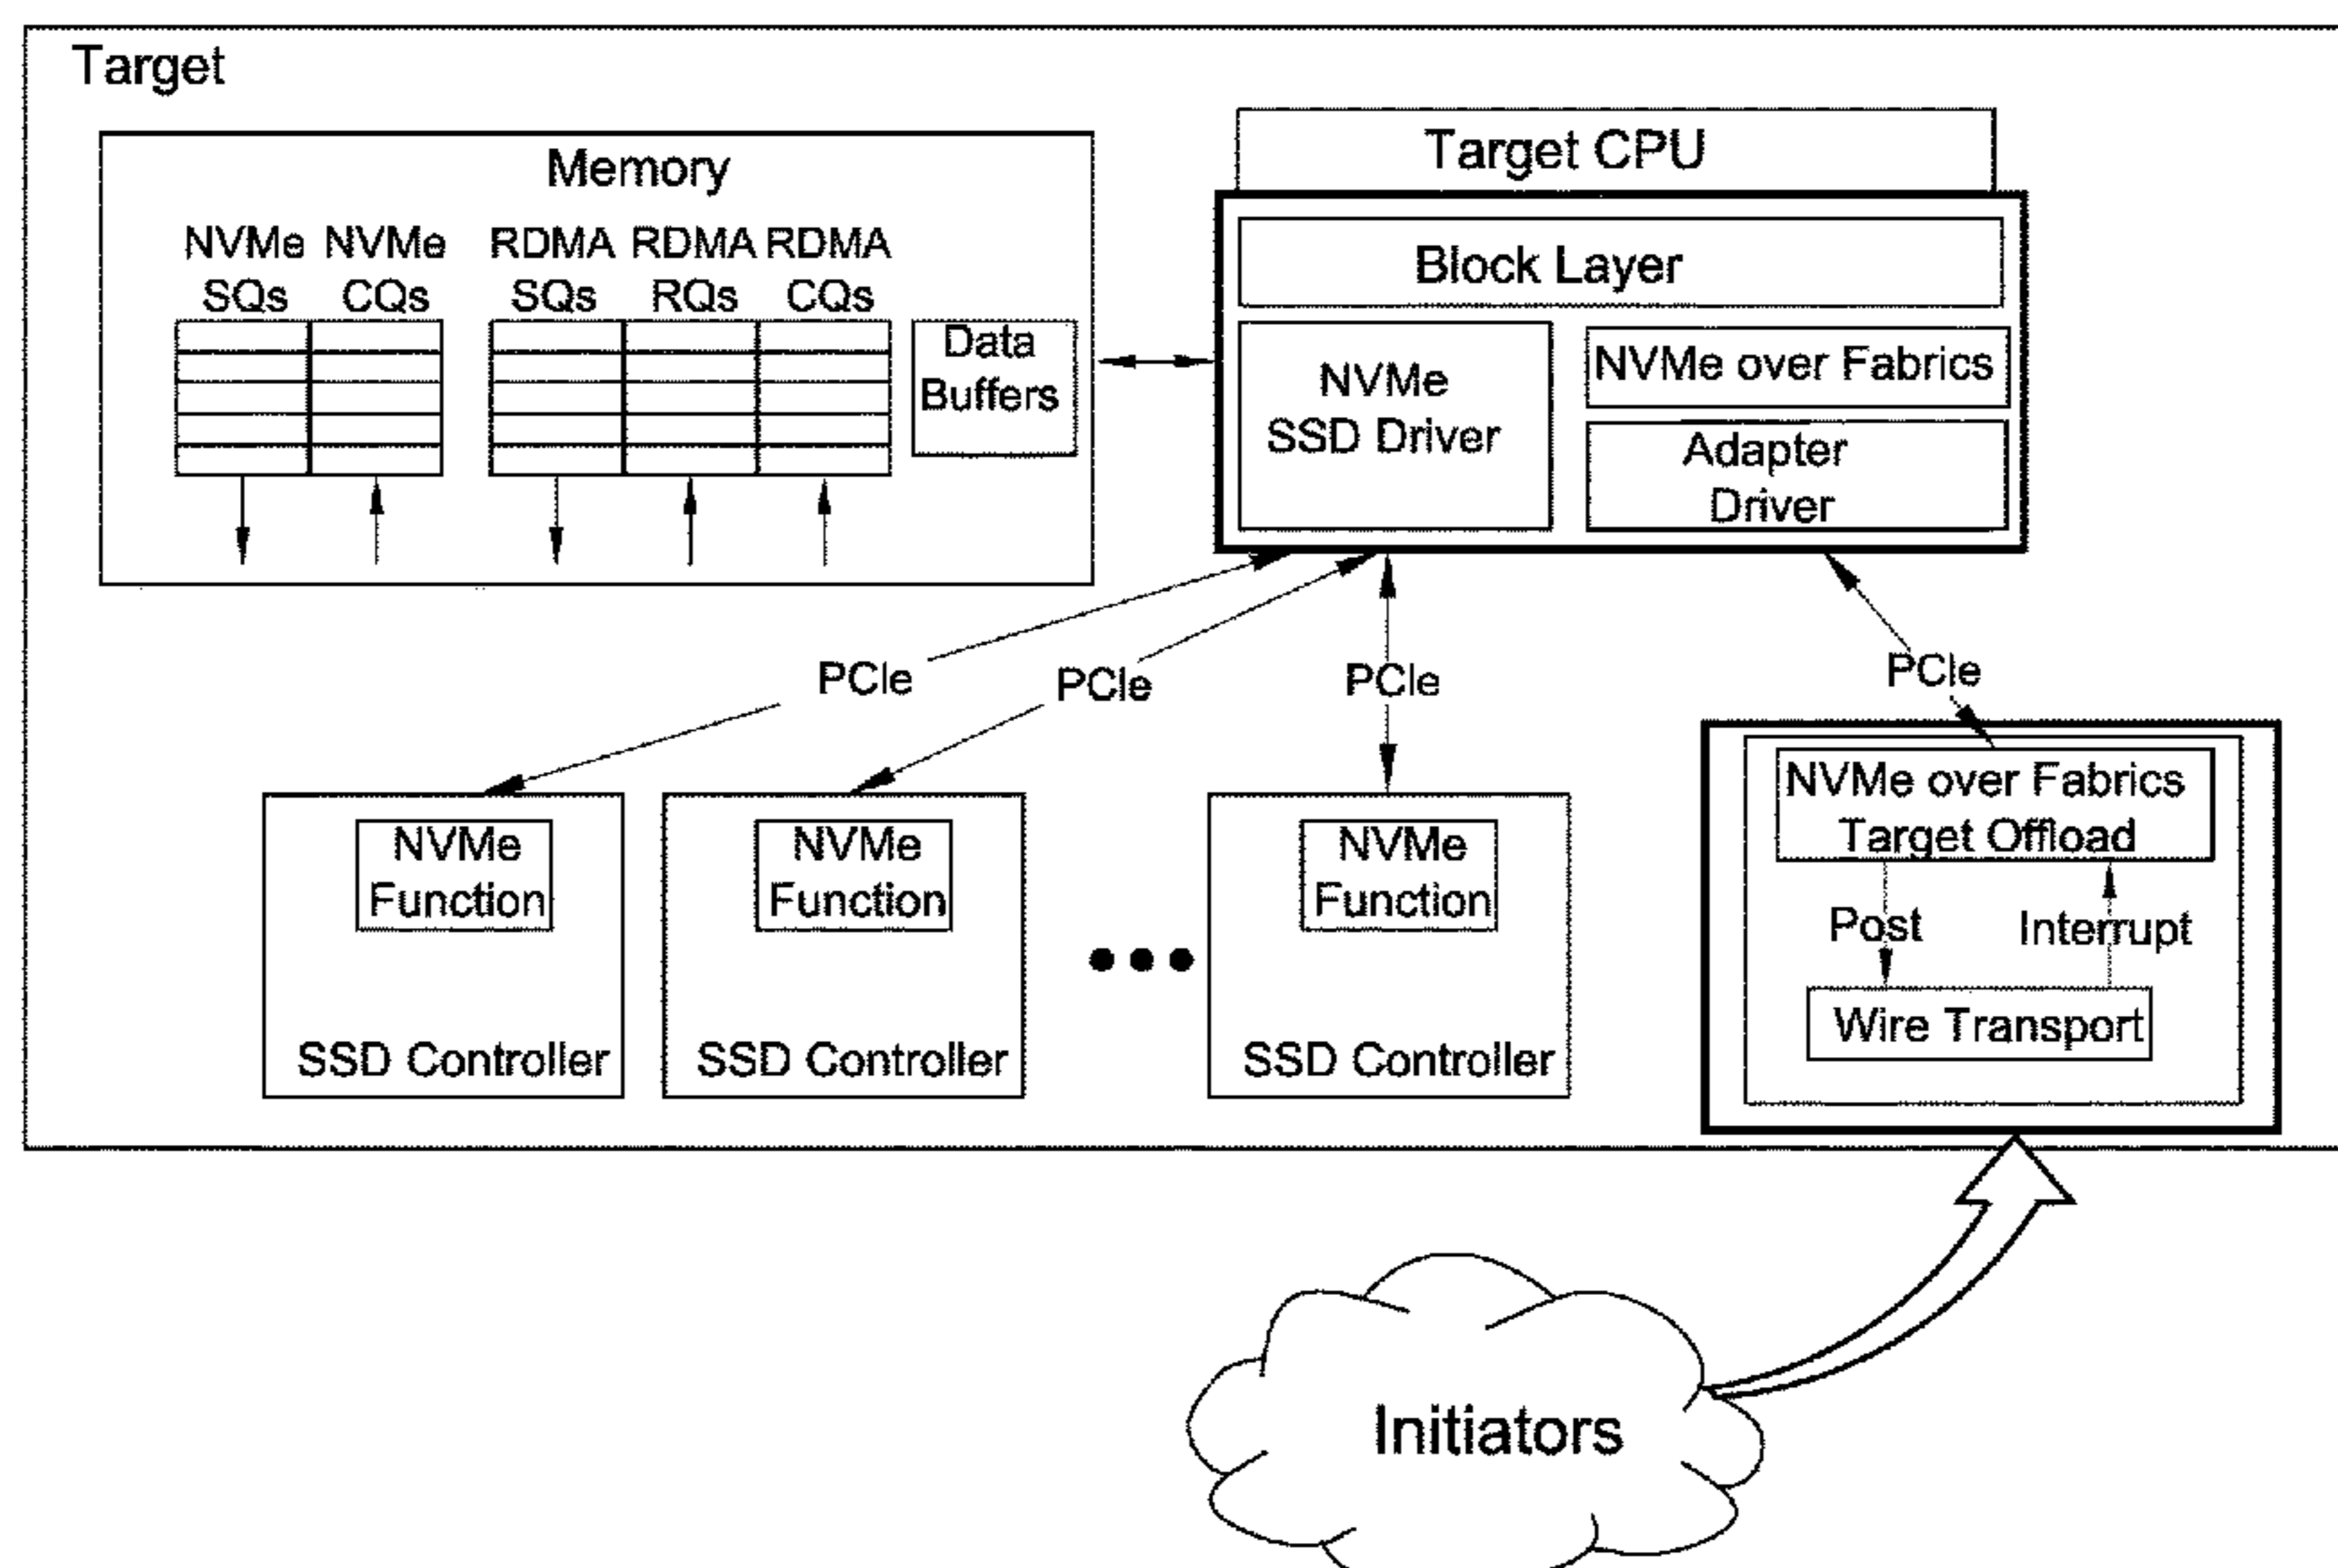 Target
Memory
NVMe NVMe RDMA RDMA RDMA
SQs CQs SQs RQs CQs
Data
Buffers
Target CPU
Block Layer
NVMe
SSD Driver
NVMe over Fabrics
Adapter
Driver
PCIe PCIe PCIe PCIe
NVMe
Function
SSD Controller
NVMe
Function
SSD Controller
NVMe
Function
SSD Controller
NVMe over Fabrics
Target Offload
Post Interrupt
Wire Transport
Initiators